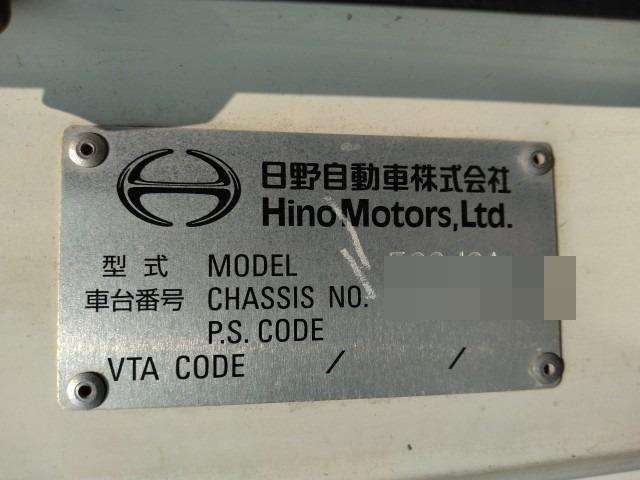 日野自動車株式会社
Hino Motors, Ltd.
型式 MODEL
車台番号 CHASSIS NO.
P.S. CODE
VTA CODE / /